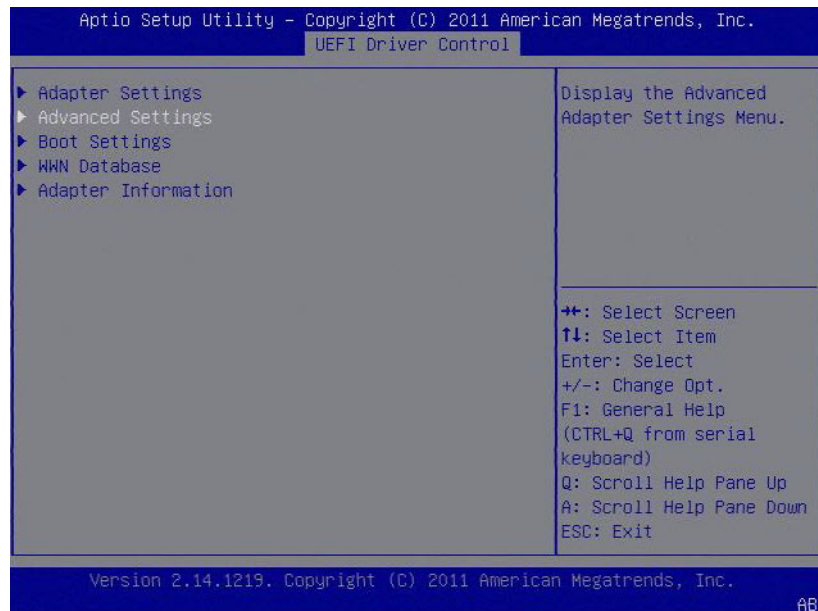 Aptio Setup Utility – Copyright (C) 2011 American Megatrends, Inc.
UEFI Driver Control
▶ Adapter Settings
▶ Advanced Settings
▶ Boot Settings
▶ WWN Database
▶ Adapter Information
Display the Advanced
Adapter Settings Menu.
→←: Select Screen
↑↓: Select Item
Enter: Select
+/-: Change Opt.
F1: General Help
(CTRL+Q from serial
keyboard)
Q: Scroll Help Pane Up
A: Scroll Help Pane Down
ESC: Exit
Version 2.14.1219. Copyright (C) 2011 American Megatrends, Inc.
AB